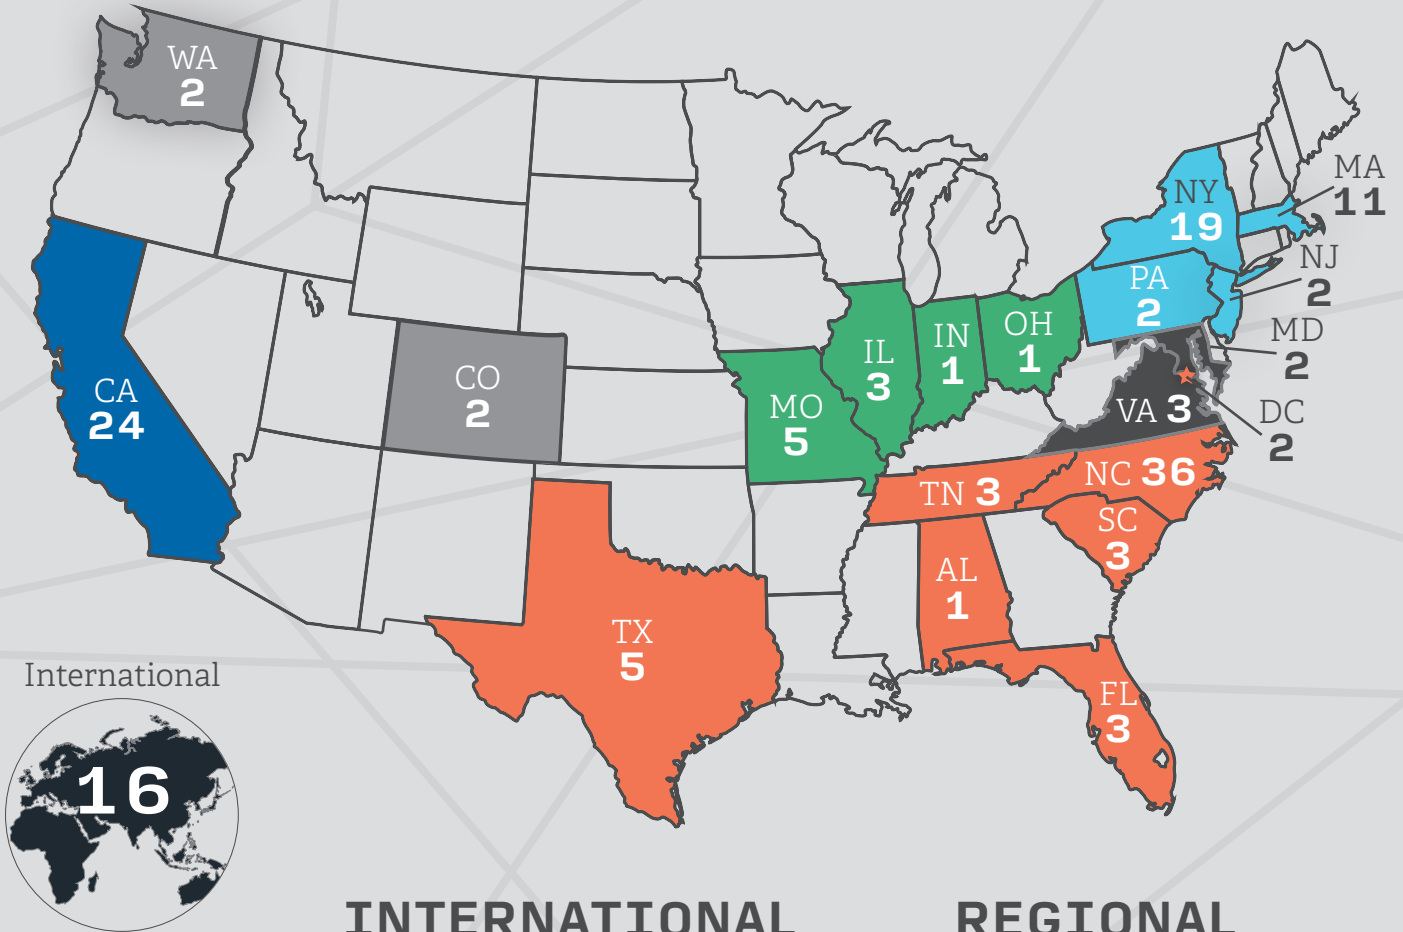 WA
2
MA
11
NY
19
NJ
2
PA
2
MD
2
OH
1
IN
1
IL
3
CO
2
CA
24
MO
5
VA 3
DC
2
NC 36
TN 3
SC
3
AL
1
TX
5
FL
3
International
16
INTERNATIONAL
REGIONAL